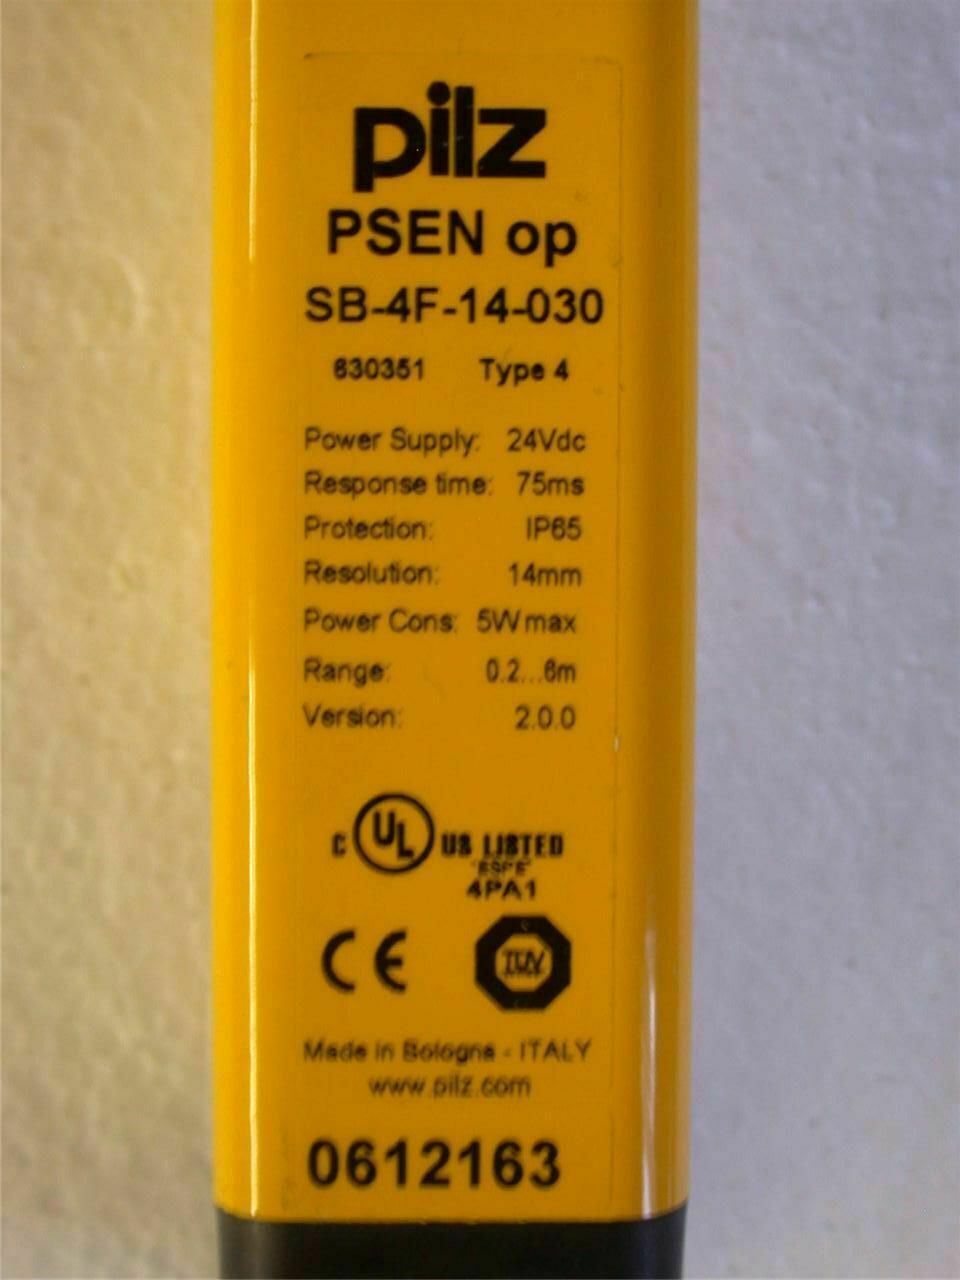 pilz
PSEN op
SB-4F-14-030
630351 Type 4
Power Supply: 24Vdc
Response time: 75ms
Protection: IP65
Resolution: 14mm
Power Cons: 5W max
Range: 0.2...6m
Version: 2.0.0
C UL US LISTED
"ESPE"
4PA1
CE TÜV
Made in Bologna - ITALY
www.pilz.com
0612163